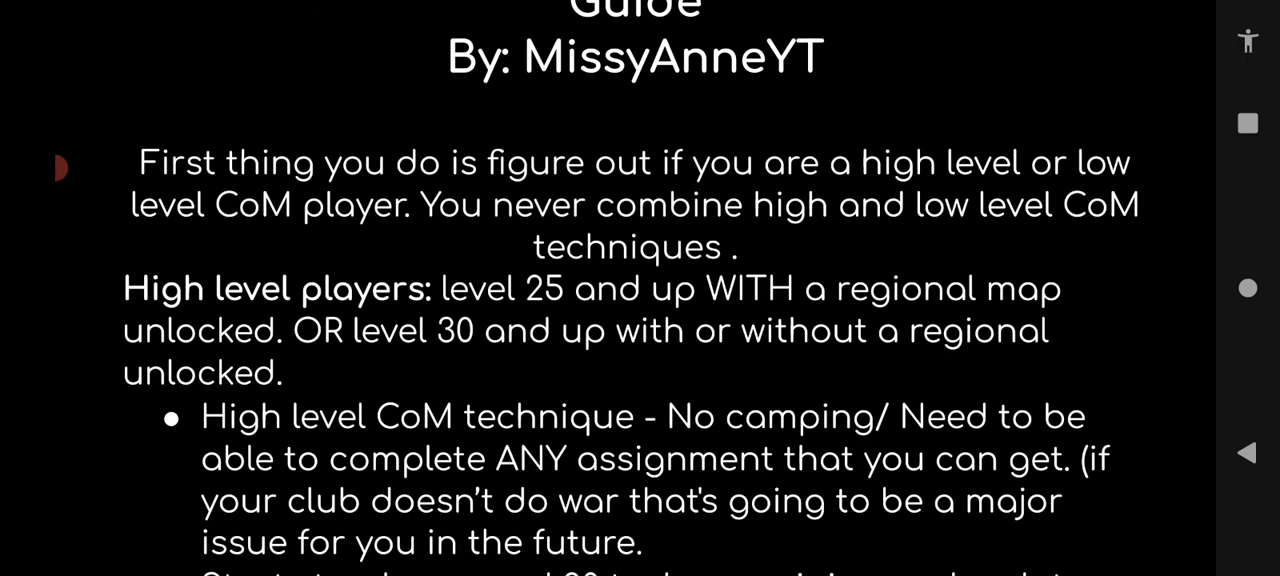 Guide
By: MissyAnneYT
First thing you do is figure out if you are a high level or low
level CoM player. You never combine high and low level CoM
techniques .
High level players: level 25 and up WITH a regional map
unlocked. OR level 30 and up with or without a regional
unlocked.
● High level CoM technique - No camping/ Need to be
able to complete ANY assignment that you can get. (if
your club doesn’t do war that's going to be a major
issue for you in the future.